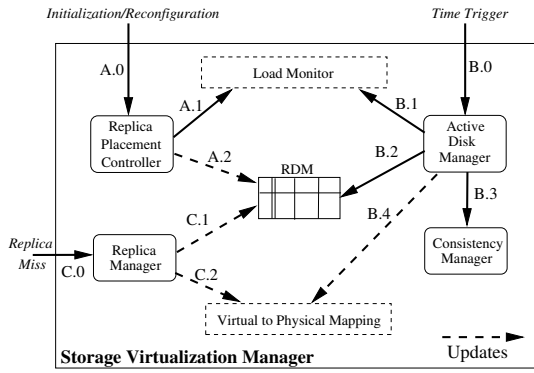 Initialization/Reconfiguration
Time Trigger
A.0
B.0
Load Monitor
A.1
B.1
Replica
Placement
Controller
Active
Disk
Manager
A.2
B.2
RDM
B.3
C.1
B.4
Replica
Miss
C.0
Replica
Manager
Consistency
Manager
C.2
Virtual to Physical Mapping
Storage Virtualization Manager
Updates